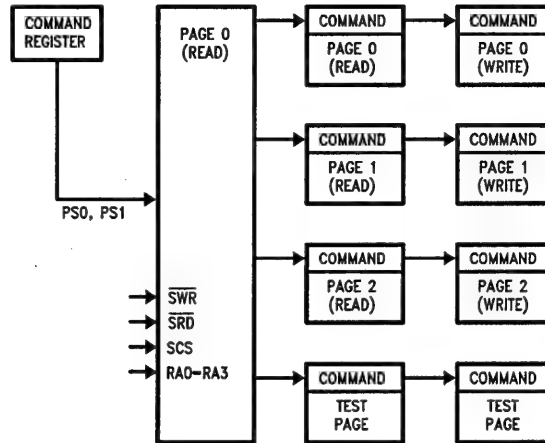 COMMAND
REGISTER
PS0, PS1
PAGE 0
(READ)
SWR
SRD
SCS
RA0-RA3
COMMAND
PAGE 0
(READ)
COMMAND
PAGE 0
(WRITE)
COMMAND
PAGE 1
(READ)
COMMAND
PAGE 1
(WRITE)
COMMAND
PAGE 2
(READ)
COMMAND
PAGE 2
(WRITE)
COMMAND
TEST
PAGE
COMMAND
TEST
PAGE